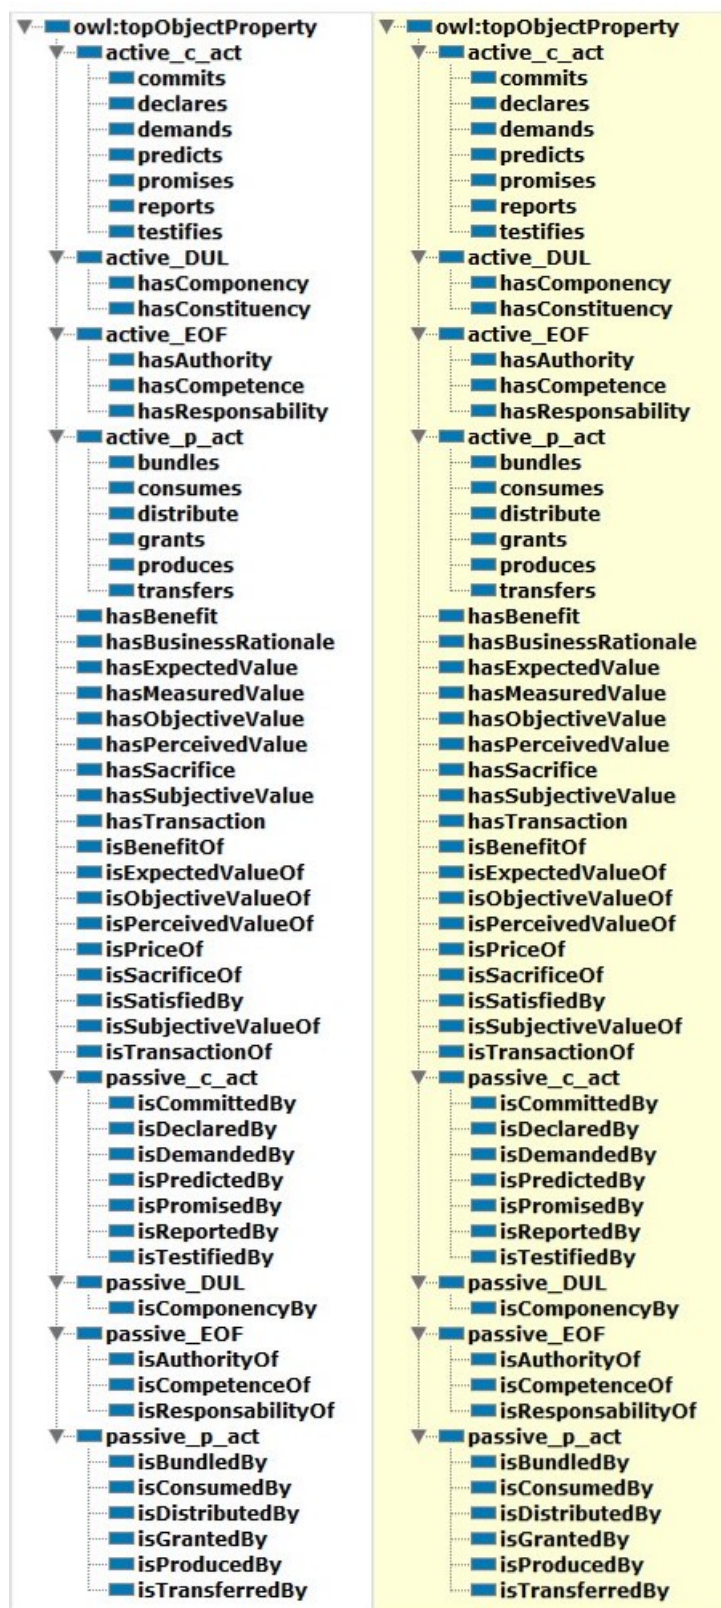 owl:topObjectProperty
active_c_act
commits
declares
demands
predicts
promises
reports
testifies
active_DUL
hasComponency
hasConstituency
active_EOF
hasAuthority
hasCompetence
hasResponsability
active_p_act
bundles
consumes
distribute
grants
produces
transfers
hasBenefit
hasBusinessRationale
hasExpectedValue
hasMeasuredValue
hasObjectiveValue
hasPerceivedValue
hasSacrifice
hasSubjectiveValue
hasTransaction
isBenefitOf
isExpectedValueOf
isObjectiveValueOf
isPerceivedValueOf
isPriceOf
isSacrificeOf
isSatisfiedBy
isSubjectiveValueOf
isTransactionOf
passive_c_act
isCommittedBy
isDeclaredBy
isDemandedBy
isPredictedBy
isPromisedBy
isReportedBy
isTestifiedBy
passive_DUL
isComponencyBy
passive_EOF
isAuthorityOf
isCompetenceOf
isResponsabilityOf
passive_p_act
isBundledBy
isConsumedBy
isDistributedBy
isGrantedBy
isProducedBy
isTransferredBy
owl:topObjectProperty
active_c_act
commits
declares
demands
predicts
promises
reports
testifies
active_DUL
hasComponency
hasConstituency
active_EOF
hasAuthority
hasCompetence
hasResponsability
active_p_act
bundles
consumes
distribute
grants
produces
transfers
hasBenefit
hasBusinessRationale
hasExpectedValue
hasMeasuredValue
hasObjectiveValue
hasPerceivedValue
hasSacrifice
hasSubjectiveValue
hasTransaction
isBenefitOf
isExpectedValueOf
isObjectiveValueOf
isPerceivedValueOf
isPriceOf
isSacrificeOf
isSatisfiedBy
isSubjectiveValueOf
isTransactionOf
passive_c_act
isCommittedBy
isDeclaredBy
isDemandedBy
isPredictedBy
isPromisedBy
isReportedBy
isTestifiedBy
passive_DUL
isComponencyBy
passive_EOF
isAuthorityOf
isCompetenceOf
isResponsabilityOf
passive_p_act
isBundledBy
isConsumedBy
isDistributedBy
isGrantedBy
isProducedBy
isTransferredBy